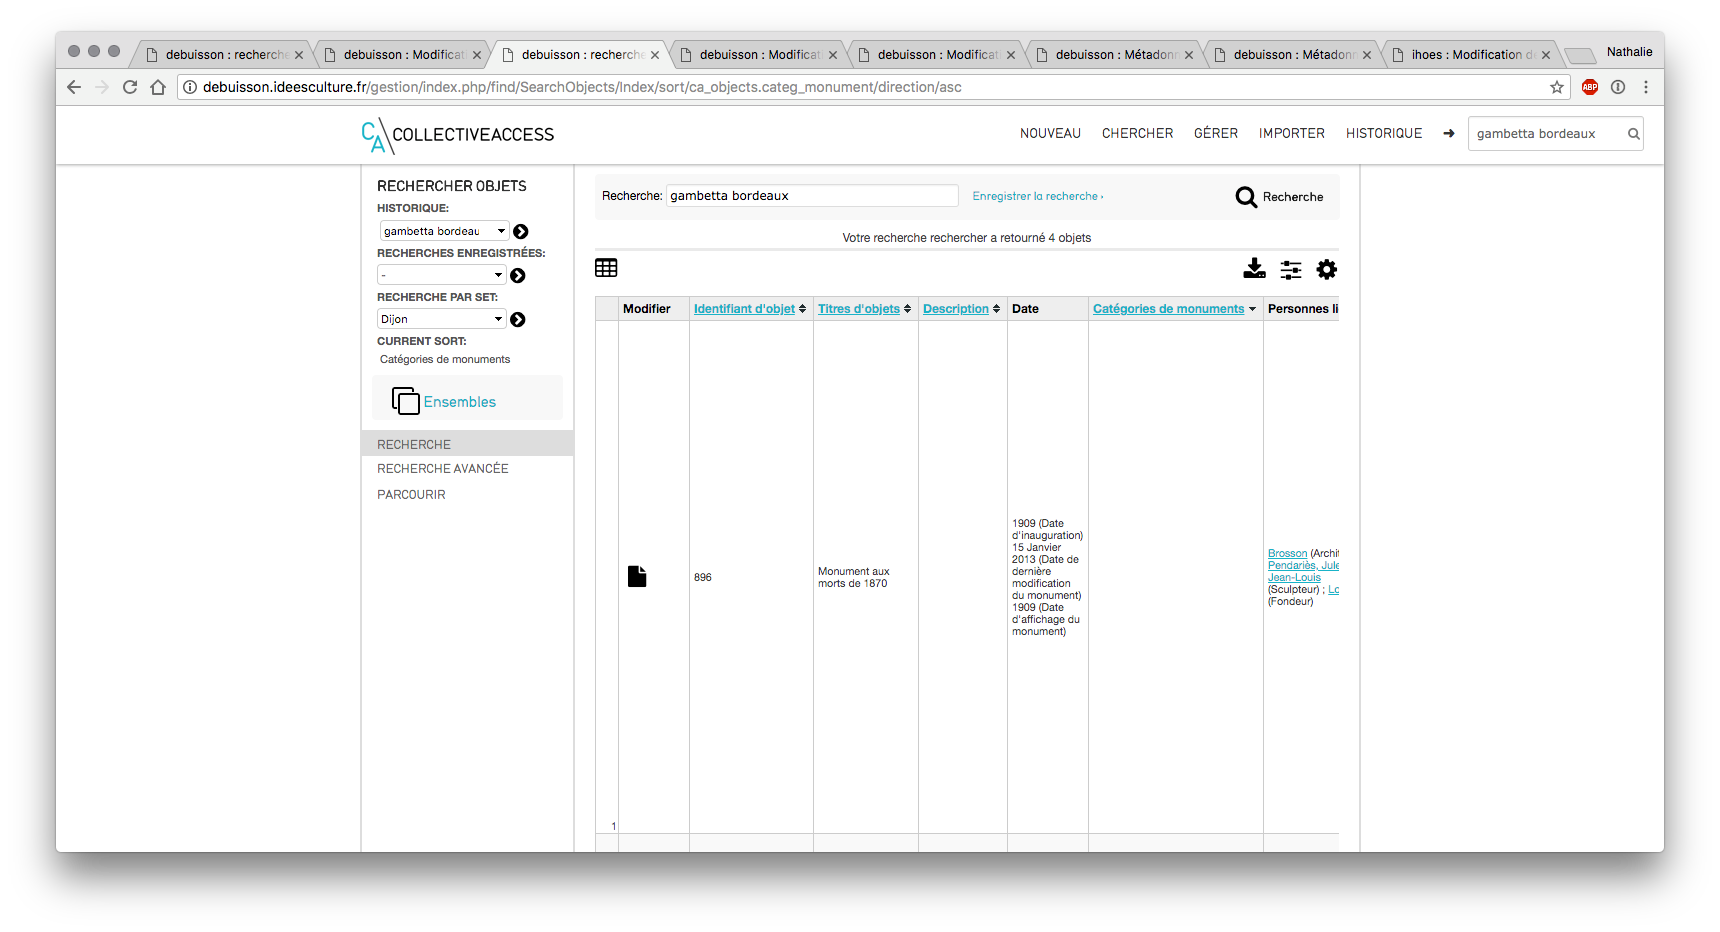 debuisson : recherche
debuisson : Modificati
debuisson : recherche
debuisson : Modificati
debuisson : Modificati
debuisson : Métadonn
debuisson : Métadonn
ihoes : Modification de
Nathalie
debuisson.ideesculture.fr/gestion/index.php/find/SearchObjects/Index/sort/ca_objects.categ_monument/direction/asc
ABP
CA COLLECTIVEACCESS
NOUVEAU CHERCHER GÉRER IMPORTER HISTORIQUE gambetta bordeaux
RECHERCHER OBJETS
HISTORIQUE:
gambetta bordeau
RECHERCHES ENREGISTRÉES:
-
RECHERCHE PAR SET:
Dijon
CURRENT SORT:
Catégories de monuments
Ensembles
RECHERCHE
RECHERCHE AVANCÉE
PARCOURIR
Recherche: gambetta bordeaux Enregistrer la recherche › Recherche
Votre recherche rechercher a retourné 4 objets
Modifier Identifiant d'objet Titres d'objets Description Date Catégories de monuments Personnes li
896
Monument aux
morts de 1870
1909 (Date
d'inauguration)
15 Janvier
2013 (Date de
dernière
modification
du monument)
1909 (Date
d'affichage du
monument)
Brosson (Archit
Pendariès, Jule
Jean-Louis
(Sculpteur) ; Lo
(Fondeur)
1